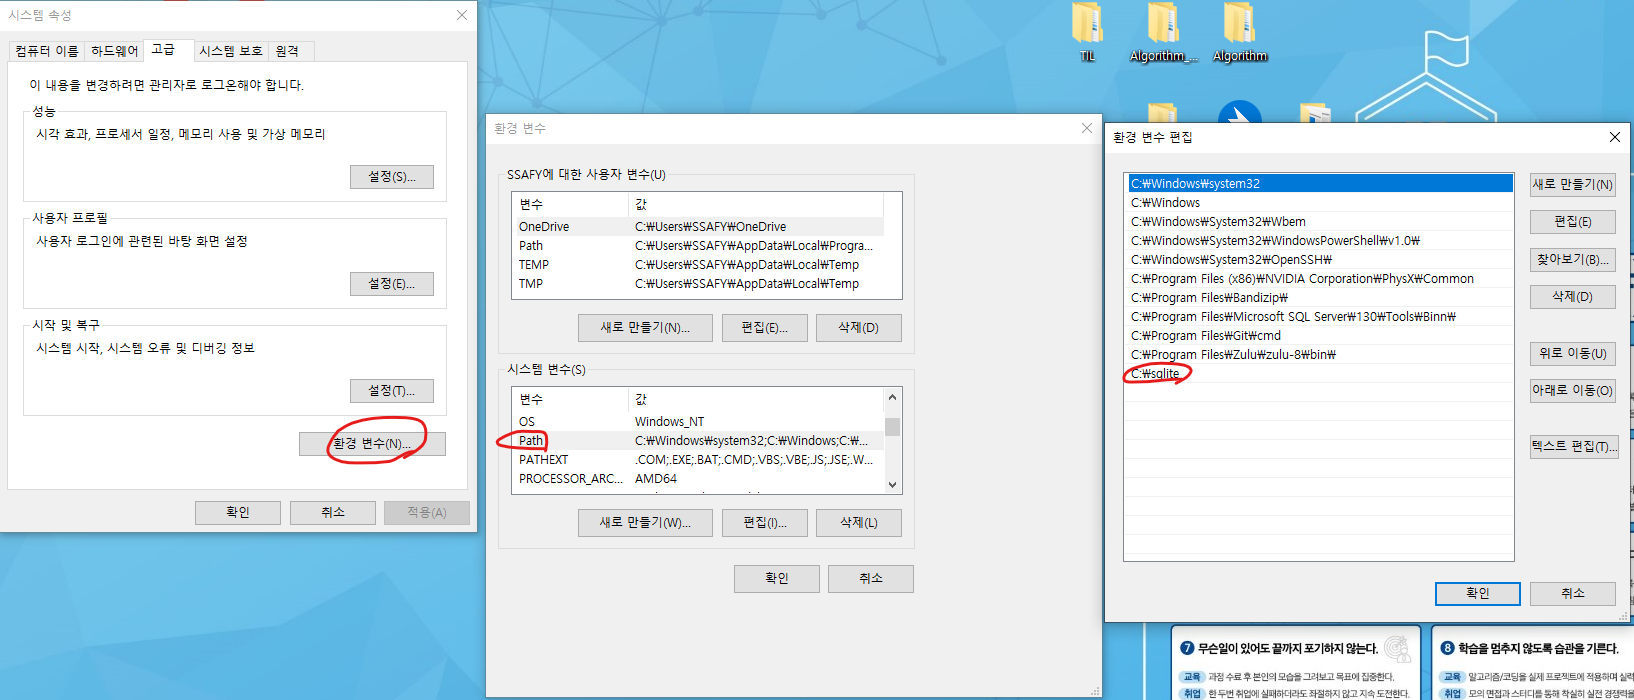 시스템 속성
컴퓨터 이름
하드웨어
고급
시스템 보호
원격
이 내용을 변경하려면 관리자로 로그온해야 합니다.
성능
시각 효과, 프로세서 일정, 메모리 사용 및 가상 메모리
설정(S)...
사용자 프로필
사용자 로그인에 관련된 바탕 화면 설정
설정(E)...
시작 및 복구
시스템 시작, 시스템 오류 및 디버깅 정보
설정(T)...
환경 변수(N)...
확인
취소
적용(A)
TIL
Algorithm_...
Algorithm
환경 변수
SSAFY에 대한 사용자 변수(U)
변수 값
OneDrive C:₩Users₩SSAFY₩OneDrive
Path C:₩Users₩SSAFY₩AppData₩Local₩Progra...
TEMP C:₩Users₩SSAFY₩AppData₩Local₩Temp
TMP C:₩Users₩SSAFY₩AppData₩Local₩Temp
새로 만들기(N)...
편집(E)...
삭제(D)
시스템 변수(S)
변수 값
OS Windows_NT
Path C:₩Windows₩system32;C:₩Windows;C:₩...
PATHEXT .COM;.EXE;.BAT;.CMD;.VBS;.VBE;.JS;.JSE;.W...
PROCESSOR_ARC... AMD64
새로 만들기(W)...
편집(I)...
삭제(L)
확인
취소
환경 변수 편집
C:₩Windows₩system32
C:₩Windows
C:₩Windows₩System32₩Wbem
C:₩Windows₩System32₩WindowsPowerShell₩v1.0₩
C:₩Windows₩System32₩OpenSSH₩
C:₩Program Files (x86)₩NVIDIA Corporation₩PhysX₩Common
C:₩Program Files₩Bandizip₩
C:₩Program Files₩Microsoft SQL Server₩130₩Tools₩Binn₩
C:₩Program Files₩Git₩cmd
C:₩Program Files₩Zulu₩zulu-8₩bin₩
C:₩sqlite
새로 만들기(N)
편집(E)
찾아보기(B)...
삭제(D)
위로 이동(U)
아래로 이동(O)
텍스트 편집(T)...
확인
취소
7 무슨일이 있어도 끝까지 포기하지 않는다.
교육 과정 수료 후 본인의 모습을 그려보고 목표에 집중한다.
취업 한 두번 취업에 실패하더라도 좌절하지 않고 지속 도전한다.
8 학습을 멈추지 않도록 습관을 기른다.
교육 알고리즘/코딩을 실제 프로젝트에 적용하며
취업 모의 면접과 스터디를 통해 착실히 실전